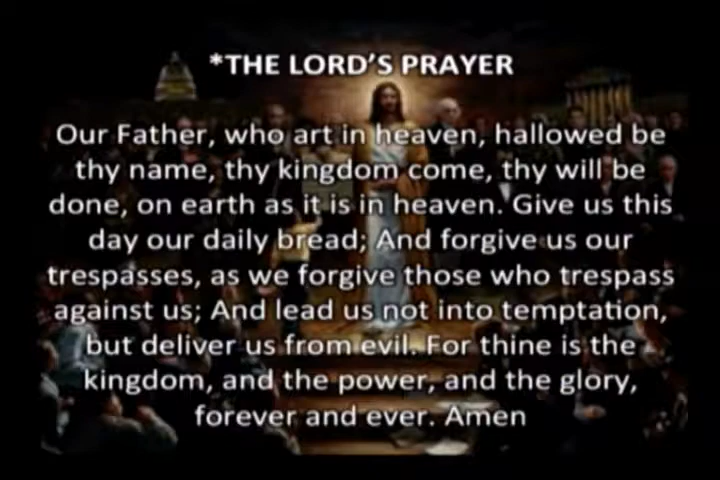 *THE LORD'S PRAYER
Our Father, who art in heaven, hallowed be
thy name, thy kingdom come, thy will be
done, on earth as it is in heaven. Give us this
day our daily bread; And forgive us our
trespasses, as we forgive those who trespass
against us; And lead us not into temptation,
but deliver us from evil. For thine is the
kingdom, and the power, and the glory,
forever and ever. Amen